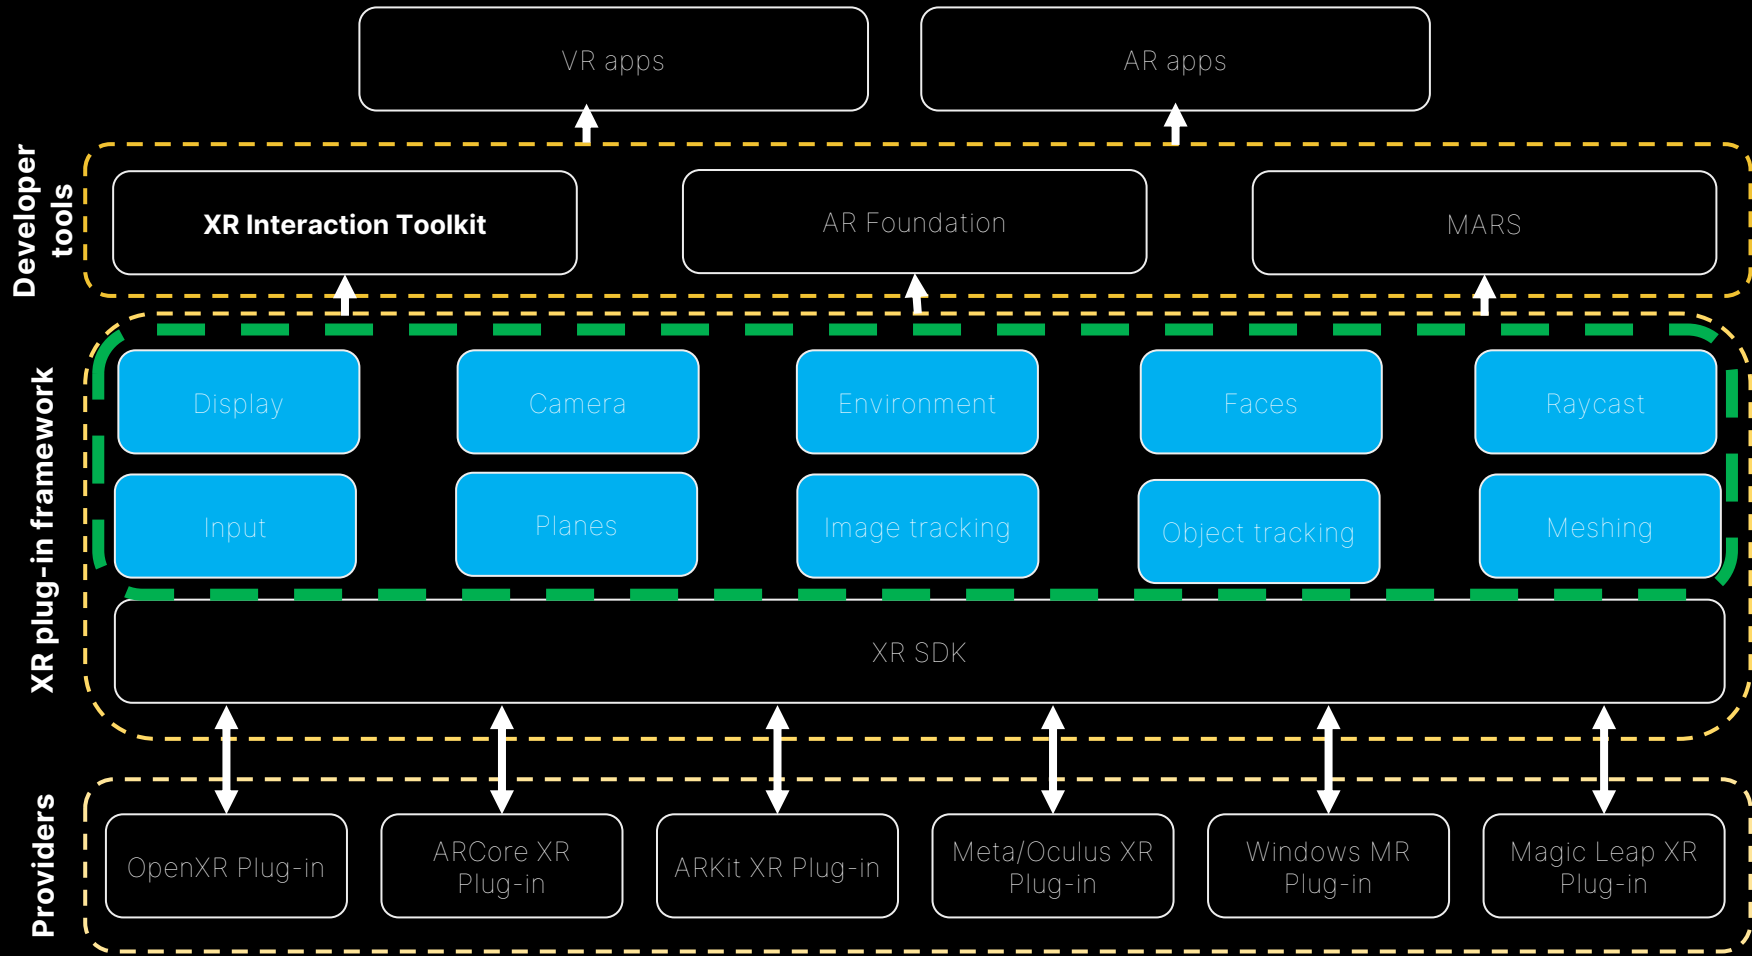 VR apps
AR apps
Developer
tools
XR Interaction Toolkit
AR Foundation
MARS
XR plug-in framework
Display
Camera
Environment
Faces
Raycast
Input
Planes
Image tracking
Object tracking
Meshing
XR SDK
Providers
OpenXR Plug-in
ARCore XR
Plug-in
ARKit XR Plug-in
Meta/Oculus XR
Plug-in
Windows MR
Plug-in
Magic Leap XR
Plug-in